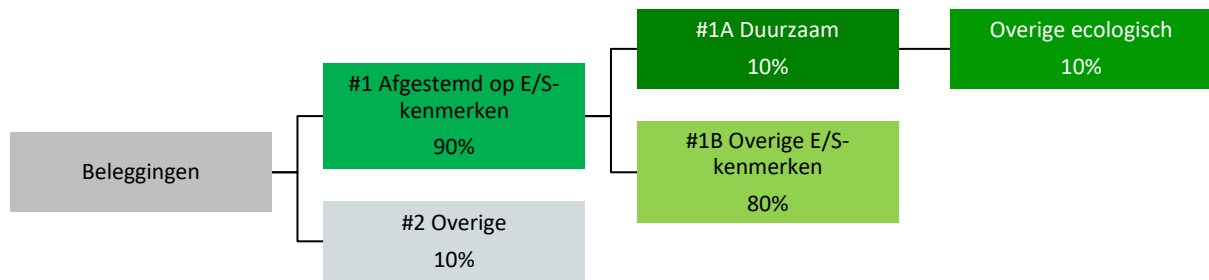 Beleggingen
#1 Afgestemd op E/S-
kenmerken
90%
#2 Overige
10%
#1A Duurzaam
10%
#1B Overige E/S-
kenmerken
80%
Overige ecologisch
10%